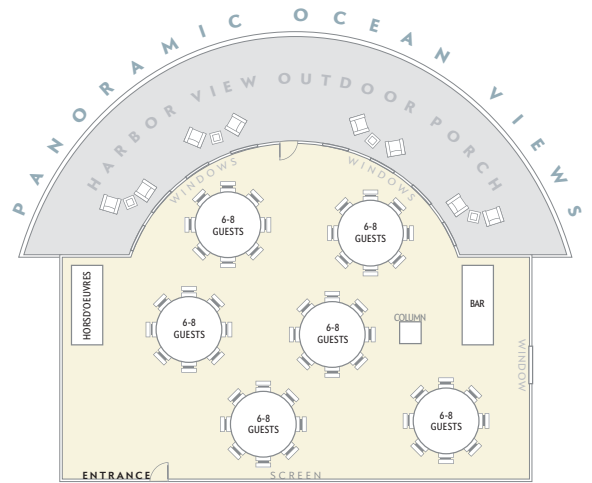 PANORAMIC OCEAN VIEWS
HARBOR VIEW OUTDOOR PORCH
WINDOWS
WINDOWS
6-8
GUESTS
6-8
GUESTS
HORSD'OEUVRES
BAR
6-8
GUESTS
6-8
GUESTS
COLUMN
WINDOW
6-8
GUESTS
6-8
GUESTS
ENTRANCE
SCREEN